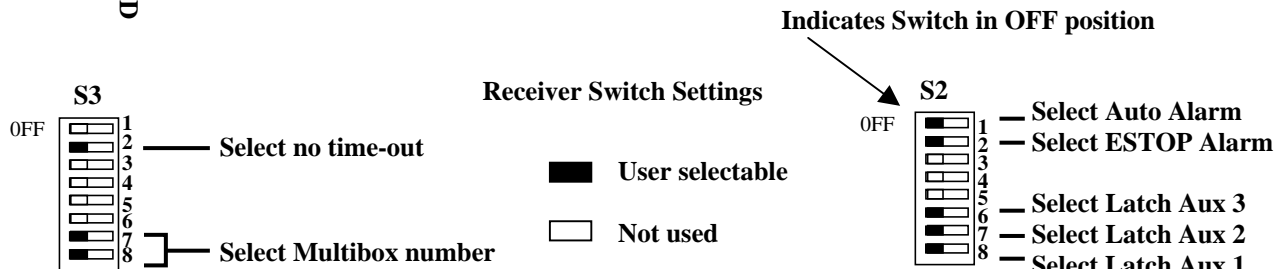 D
Indicates Switch in OFF position
Receiver Switch Settings
S3
0FF
1
2
3
4
5
6
7
8
Select no time-out
Select Multibox number
User selectable
Not used
S2
0FF
1
2
3
4
5
6
7
8
Select Auto Alarm
Select ESTOP Alarm
Select Latch Aux 3
Select Latch Aux 2
Select Latch Aux 1